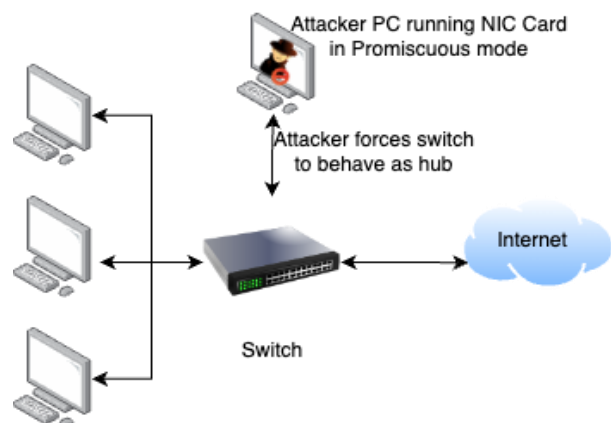 Attacker PC running NIC Card
in Promiscuous mode
Attacker forces switch
to behave as hub
Internet
Switch